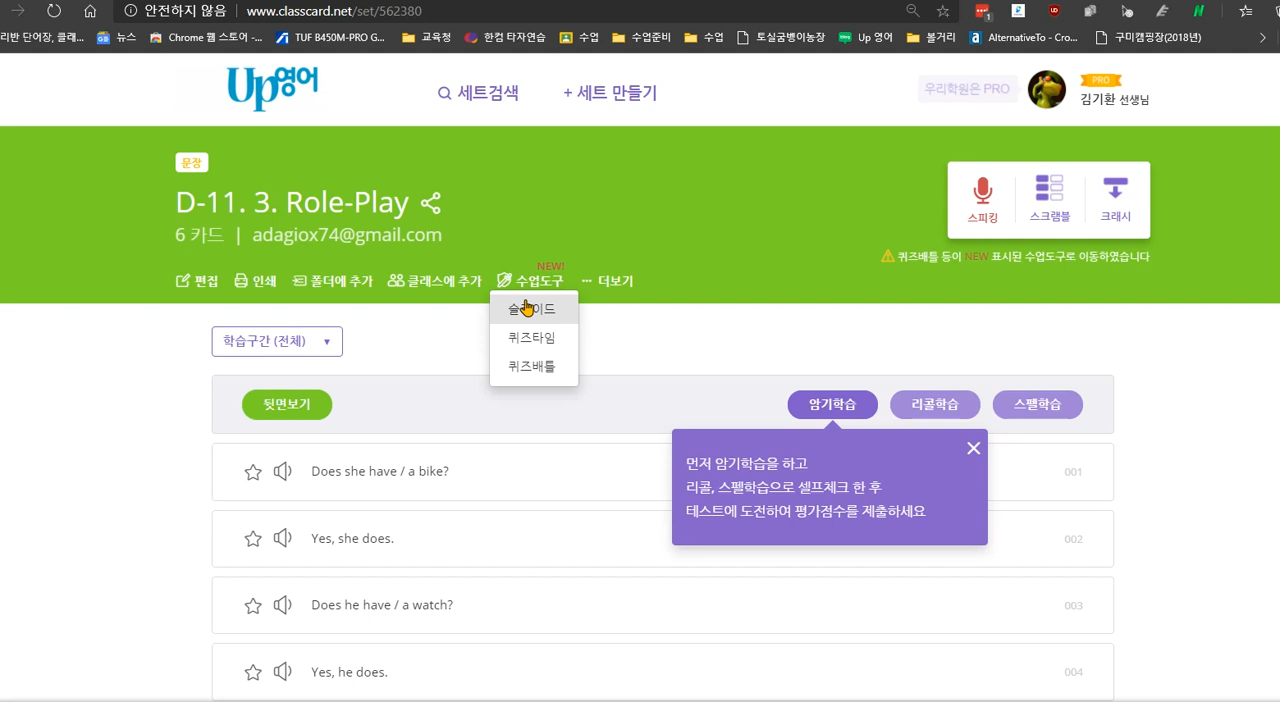 안전하지 않음 www.classcard.net/set/562380
1
리반 단어장, 클래... 뉴스 Chrome 웹 스토어 -... TUF B450M-PRO G... 교육청 한컴 타자연습 수업 수업준비 수업 토실굼벵이농장 Up 영어 볼거리 AlternativeTo - Cro... 구미캠핑장(2018년)
Up영어 세트검색 + 세트 만들기 우리학원은 PRO PRO
김기환 선생님
문장
D-11. 3. Role-Play
6 카드 | adagiox74@gmail.com
스피킹 스크램블 크래시
퀴즈배틀 등이 NEW 표시된 수업도구로 이동하였습니다
NEW!
편집 인쇄 폴더에 추가 클래스에 추가 수업도구 ··· 더보기
퀴즈타임
퀴즈배틀
학습구간 (전체) ▼
뒷면보기 암기학습 리콜학습 스펠학습
먼저 암기학습을 하고
리콜, 스펠학습으로 셀프체크 한 후
테스트에 도전하여 평가점수를 제출하세요
Does she have / a bike? 001
Yes, she does. 002
Does he have / a watch? 003
Yes, he does. 004